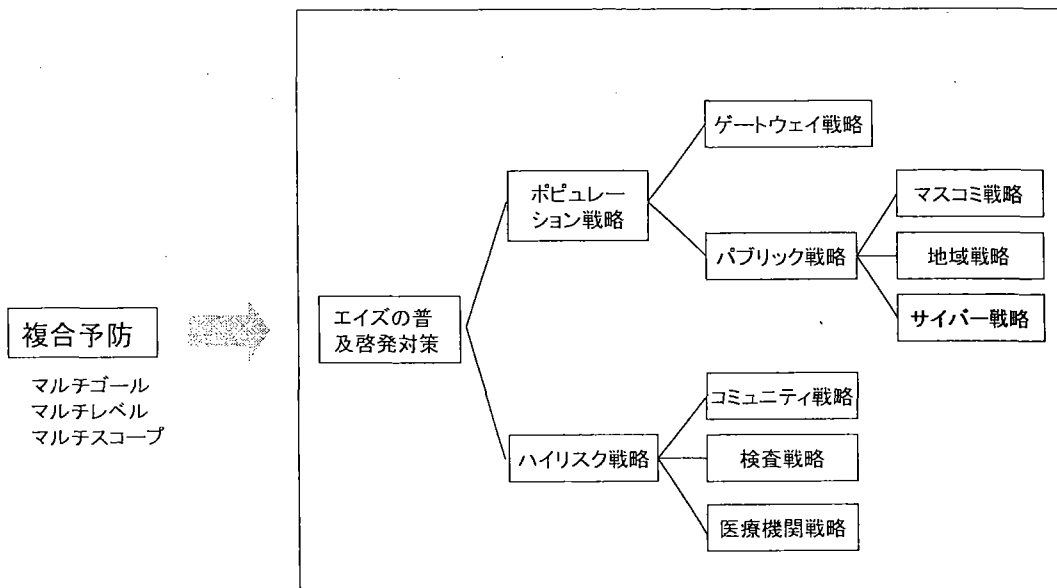 複合予防
マルチゴール
マルチレベル
マルチスコープ
エイズの普
及啓発対策
ポピュレー
ション戦略
ハイリスク戦略
ゲートウェイ戦略
パブリック戦略
マスコミ戦略
地域戦略
サイバー戦略
コミュニティ戦略
検査戦略
医療機関戦略